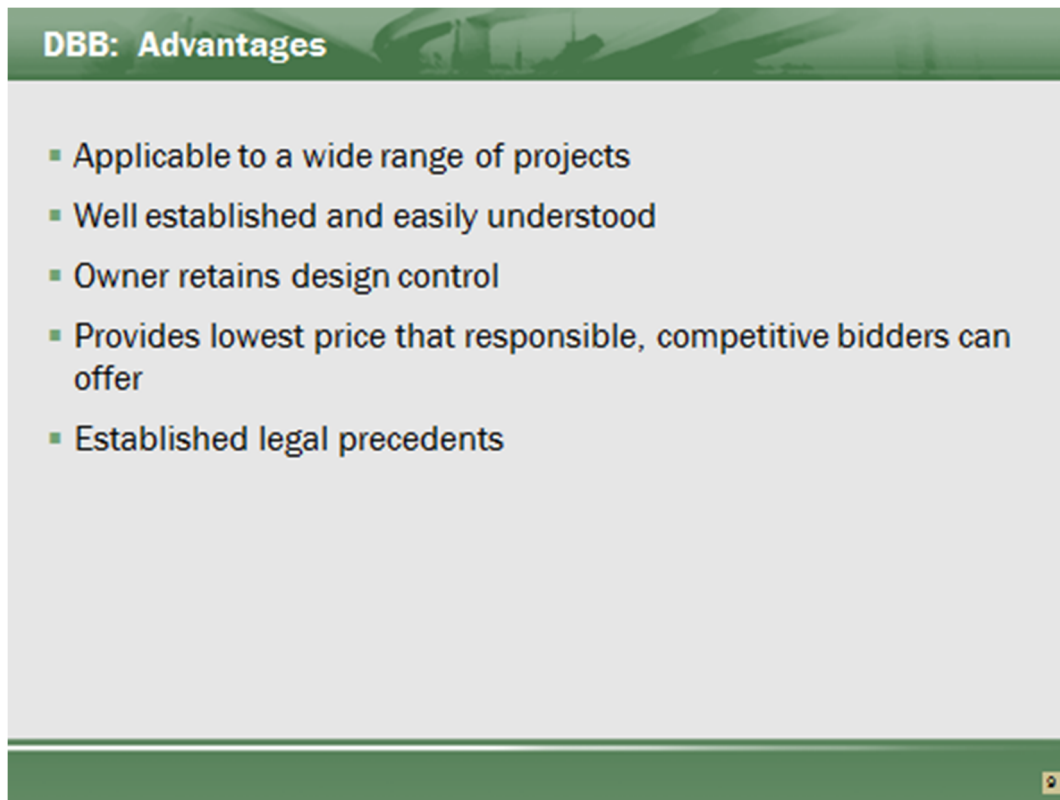 DBB: Advantages
Applicable to a wide range of projects
Well established and easily understood
Owner retains design control
Provides lowest price that responsible, competitive bidders can
offer
Established legal precedents
9